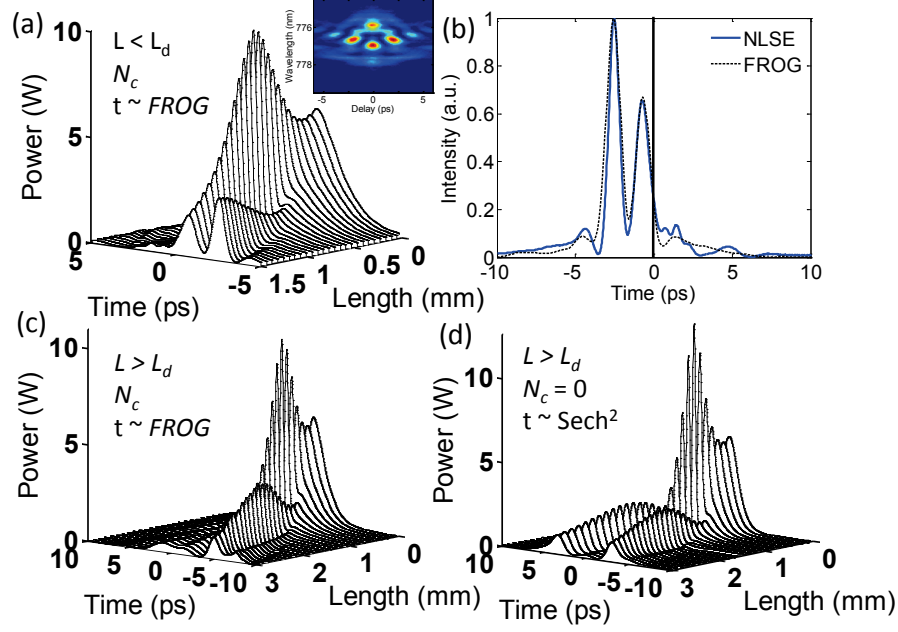 (a)
L < Ld
Nc
t ~ FROG
Power (W)
10
5
0
5
0
-5
Time (ps)
1.5
1
0.5
0
Length (mm)
Wavelength (nm)
776
778
-5
0
5
Delay (ps)
(b)
NLSE
FROG
Intensity (a.u.)
1
0.8
0.6
0.4
0.2
0
-10
-5
0
5
10
Time (ps)
(c)
L > Ld
Nc
t ~ FROG
Power (W)
10
5
0
10
5
0
-5
-10
Time (ps)
3
2
1
0
Length (mm)
(d)
L > Ld
Nc = 0
t ~ Sech²
Power (W)
10
5
0
10
5
0
-5
-10
Time (ps)
3
2
1
0
Length (mm)